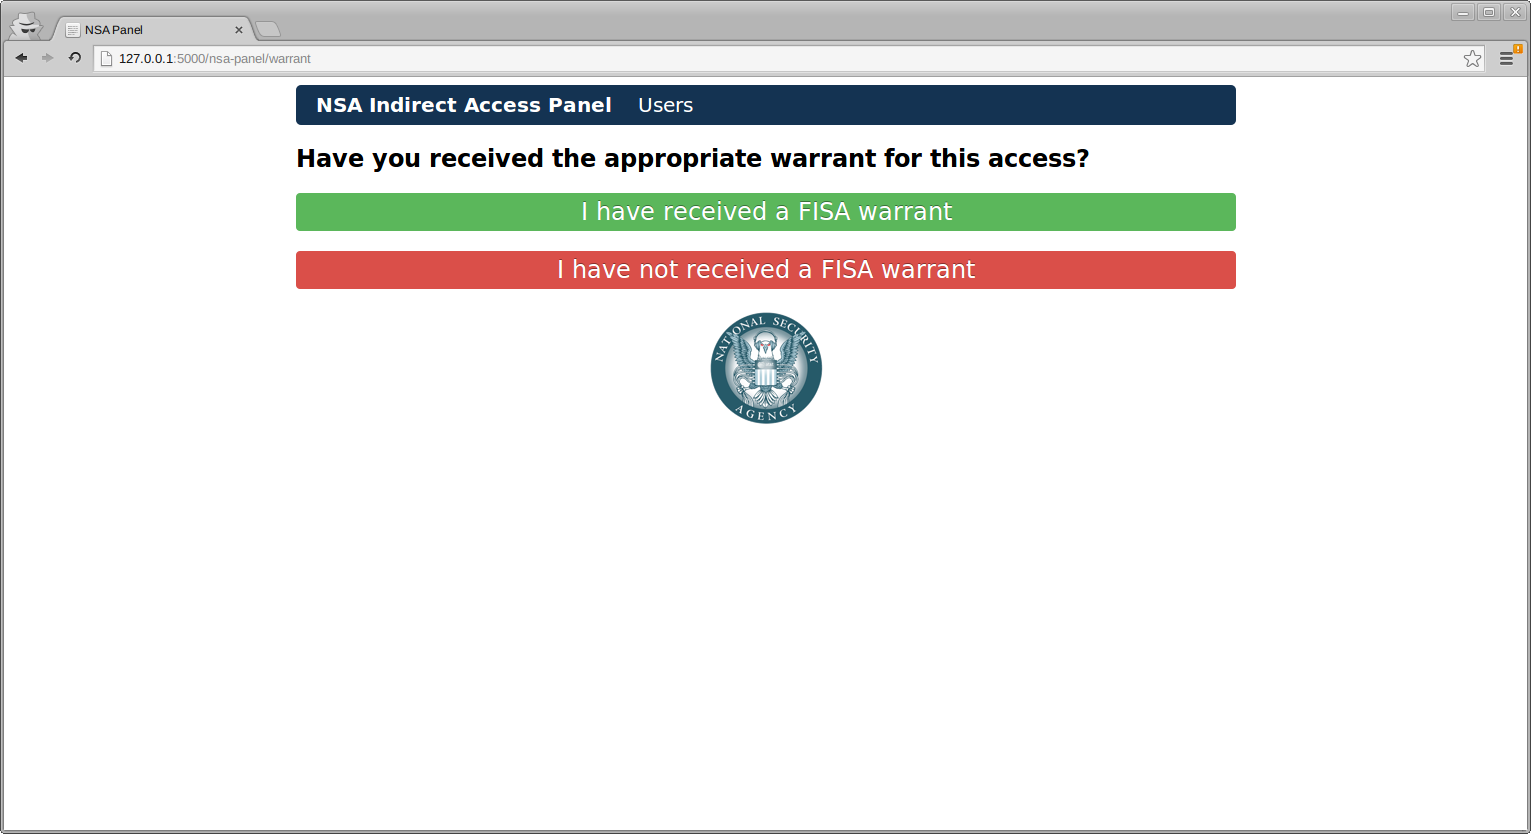 NSA Panel
127.0.0.1:5000/nsa-panel/warrant
NSA Indirect Access Panel Users
Have you received the appropriate warrant for this access?
I have received a FISA warrant
I have not received a FISA warrant
NATIONAL SECURITY
AGENCY